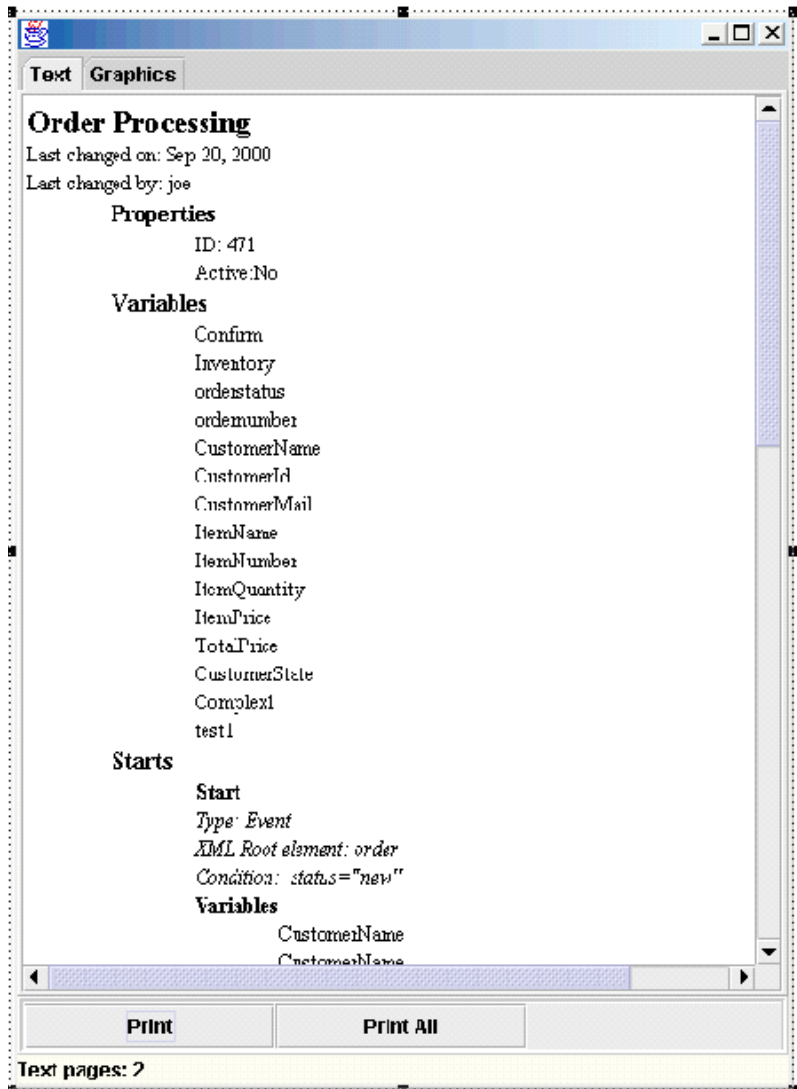 Text Graphics
Order Processing
Last changed on: Sep 20, 2000
Last changed by: joe
Properties
ID: 471
Active:No
Variables
Confirm
Inventory
orderstatus
ordernumber
CustomerName
CustomerId
CustomerMail
ItemName
ItemNumber
ItemQuantity
ItemPrice
TotalPrice
CustomerState
Complex1
test1
Starts
Start
Type: Event
XML Root element: order
Condition: status="new"
Variables
CustomerName
CustomerName
Print Print All
Text pages: 2